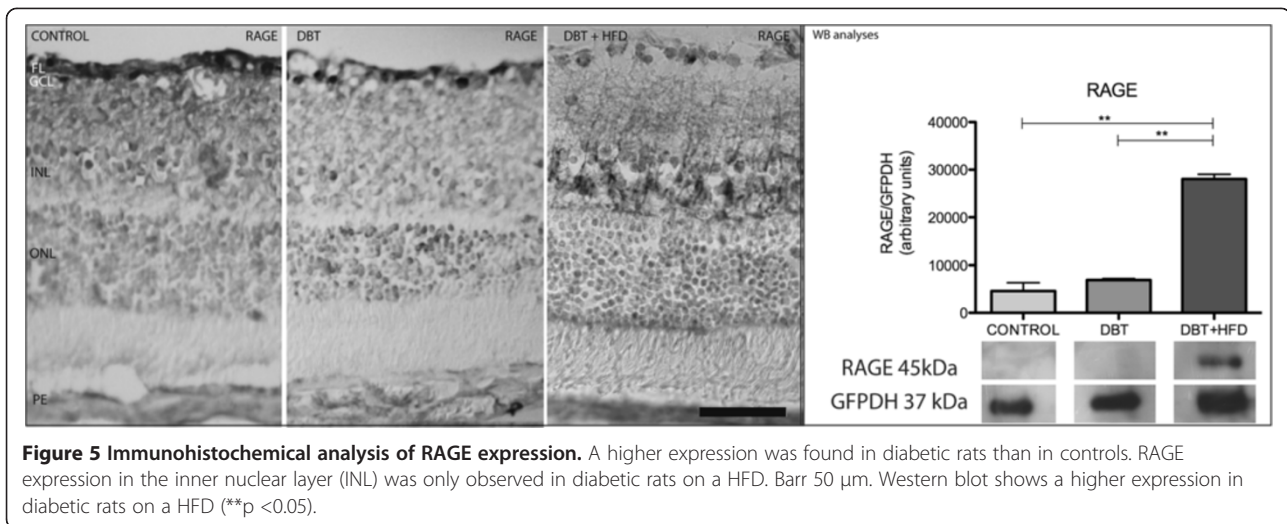 CONTROL RAGE
DBT RAGE
DBT + HFD RAGE
WB analyses
FL
GCL
INL
ONL
PE
RAGE
**
**
RAGE/GFPDH
(arbitrary units)
40000
30000
20000
10000
0
CONTROL DBT DBT+HFD
RAGE 45kDa
GFPDH 37 kDa
Figure 5 Immunohistochemical analysis of RAGE expression. A higher expression was found in diabetic rats than in controls. RAGE
expression in the inner nuclear layer (INL) was only observed in diabetic rats on a HFD. Barr 50 μm. Western blot shows a higher expression in
diabetic rats on a HFD (**p <0.05).